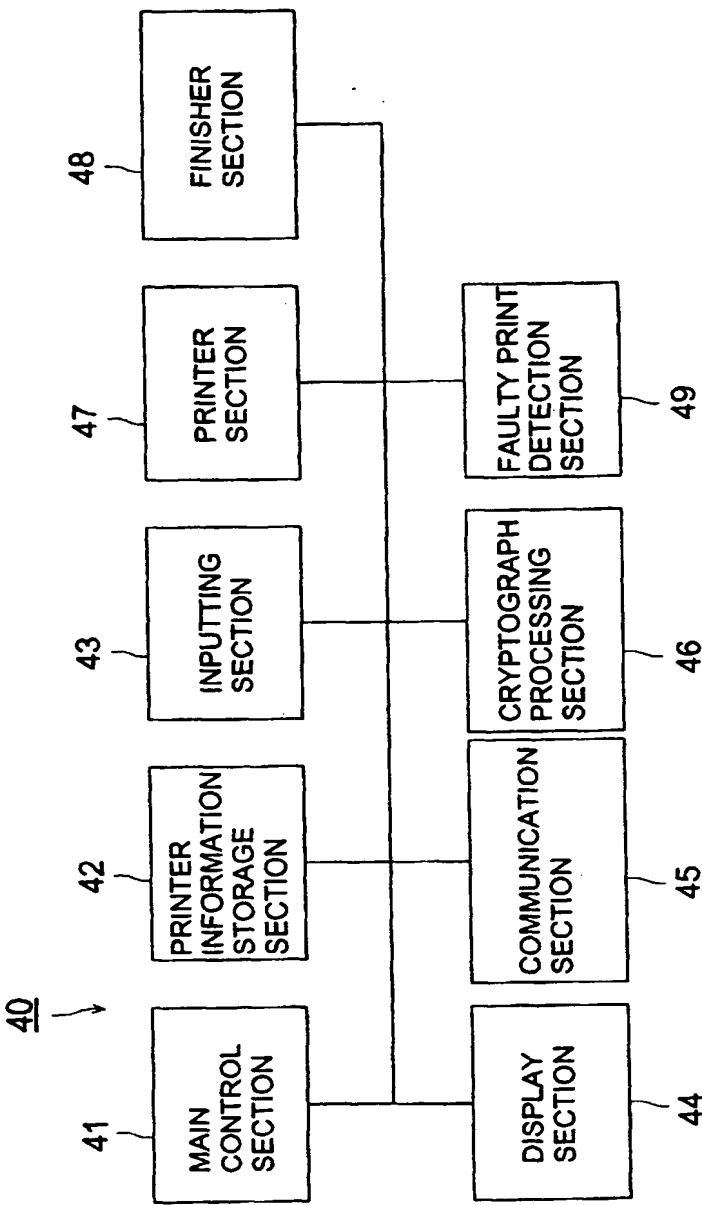 40
41
MAIN
CONTROL
SECTION
42
PRINTER
INFORMATION
STORAGE
SECTION
43
INPUTTING
SECTION
47
PRINTER
SECTION
48
FINISHER
SECTION
DISPLAY
SECTION
44
COMMUNICATION
SECTION
45
CRYPTOGRAPH
PROCESSING
SECTION
46
FAULTY PRINT
DETECTION
SECTION
49